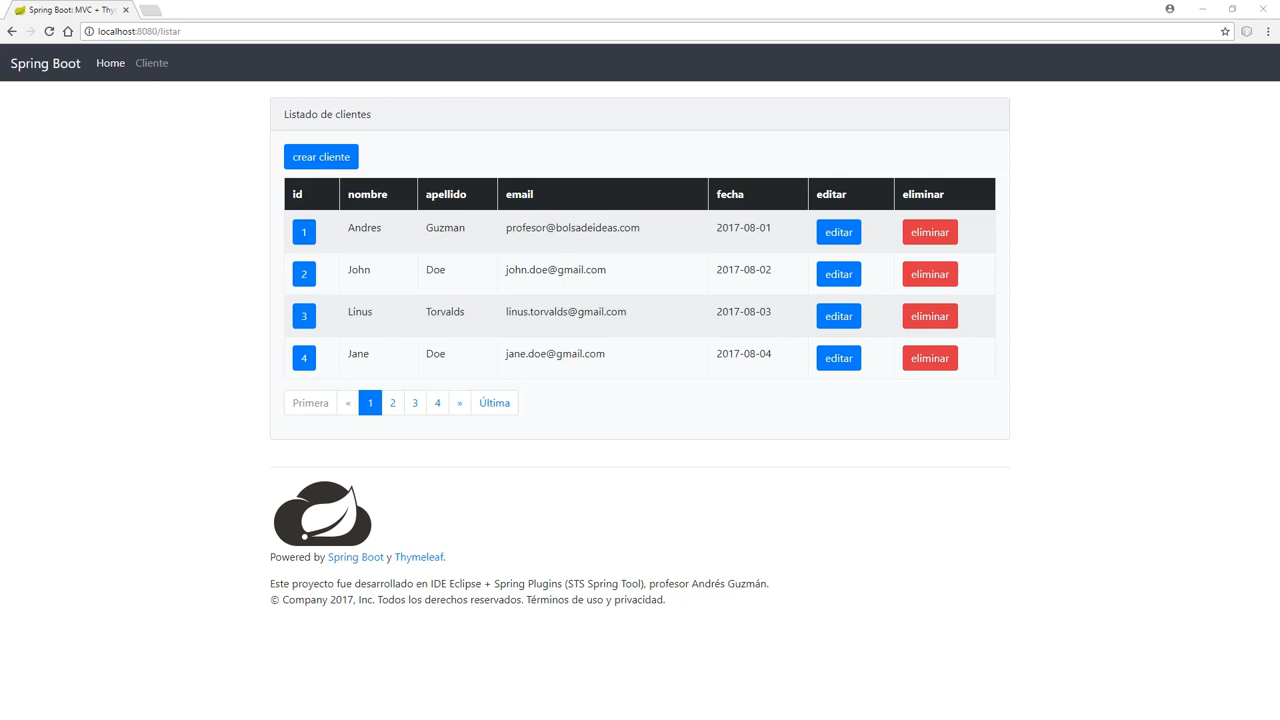 Spring Boot: MVC + Thy
localhost:8080/listar
Spring Boot Home Cliente
Listado de clientes
crear cliente
id nombre apellido email fecha editar eliminar
1 Andres Guzman profesor@bolsadeideas.com 2017-08-01 editar eliminar
2 John Doe john.doe@gmail.com 2017-08-02 editar eliminar
3 Linus Torvalds linus.torvalds@gmail.com 2017-08-03 editar eliminar
4 Jane Doe jane.doe@gmail.com 2017-08-04 editar eliminar
Primera « 1 2 3 4 » Última
Powered by Spring Boot y Thymeleaf.
Este proyecto fue desarrollado en IDE Eclipse + Spring Plugins (STS Spring Tool), profesor Andrés Guzmán.
© Company 2017, Inc. Todos los derechos reservados. Términos de uso y privacidad.